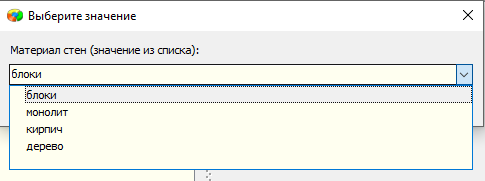 Выберите значение
Материал стен (значение из списка):
блоки
блоки
монолит
кирпич
дерево